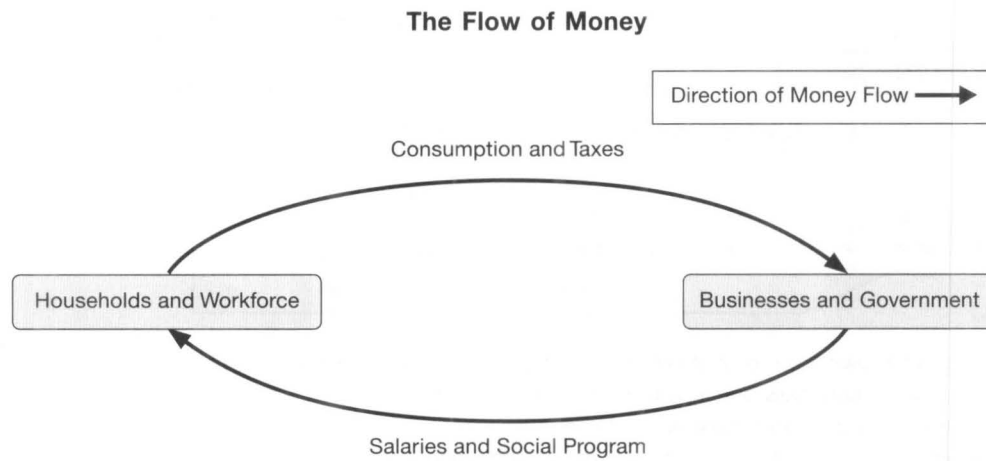 The Flow of Money
Direction of Money Flow
Consumption and Taxes
Households and Workforce
Businesses and Government
Salaries and Social Program